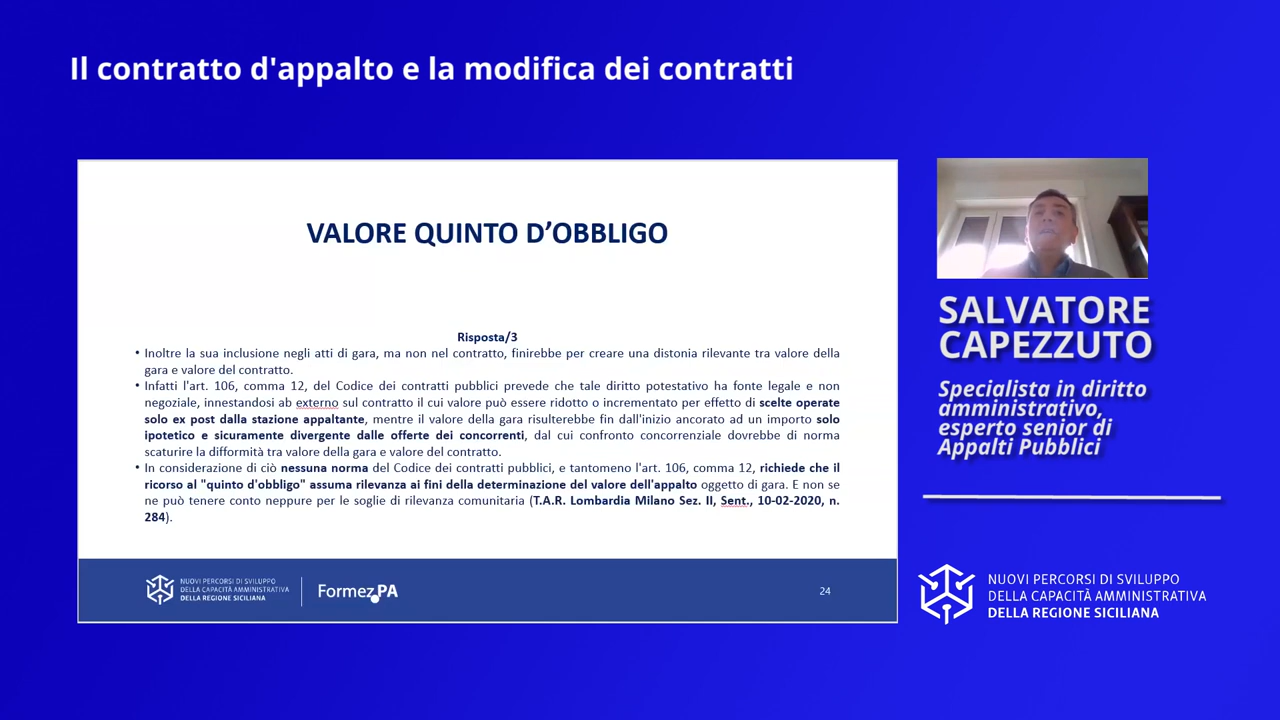 Il contratto d'appalto e la modifica dei contratti
VALORE QUINTO D’OBBLIGO
Risposta/3
• Inoltre la sua inclusione negli atti di gara, ma non nel contratto, finirebbe per creare una distonia rilevante tra valore della
gara e valore del contratto.
• Infatti l'art. 106, comma 12, del Codice dei contratti pubblici prevede che tale diritto potestativo ha fonte legale e non
negoziale, innestandosi ab externo sul contratto il cui valore può essere ridotto o incrementato per effetto di scelte operate
solo ex post dalla stazione appaltante, mentre il valore della gara risulterebbe fin dall'inizio ancorato ad un importo solo
ipotetico e sicuramente divergente dalle offerte dei concorrenti, dal cui confronto concorrenziale dovrebbe di norma
scaturire la difformità tra valore della gara e valore del contratto.
• In considerazione di ciò nessuna norma del Codice dei contratti pubblici, e tantomeno l'art. 106, comma 12, richiede che il
ricorso al "quinto d'obbligo" assuma rilevanza ai fini della determinazione del valore dell'appalto oggetto di gara. E non se
ne può tenere conto neppure per le soglie di rilevanza comunitaria (T.A.R. Lombardia Milano Sez. II, Sent., 10-02-2020, n.
284).
NUOVI PERCORSI DI SVILUPPO
DELLA CAPACITÀ AMMINISTRATIVA
DELLA REGIONE SICILIANA
Formez PA
24
SALVATORE
CAPEZZUTO
Specialista in diritto
amministrativo,
esperto senior di
Appalti Pubblici
NUOVI PERCORSI DI SVILUPPO
DELLA CAPACITÀ AMMINISTRATIVA
DELLA REGIONE SICILIANA